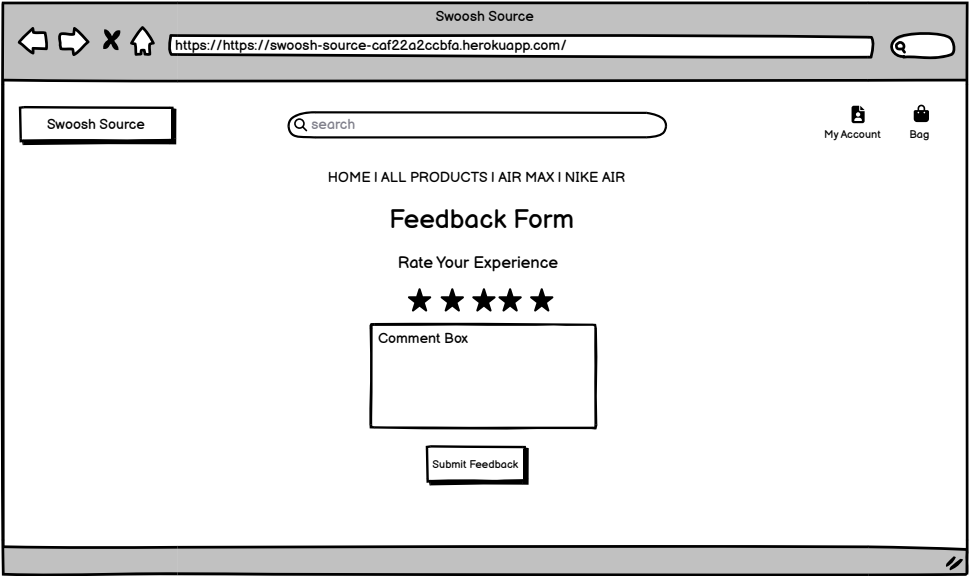 Swoosh Source
https://https://swoosh-source-caf22a2ccbfa.herokuapp.com/
Swoosh Source
search
My Account
Bag
HOME | ALL PRODUCTS | AIR MAX | NIKE AIR
Feedback Form
Rate Your Experience
Comment Box
Submit Feedback